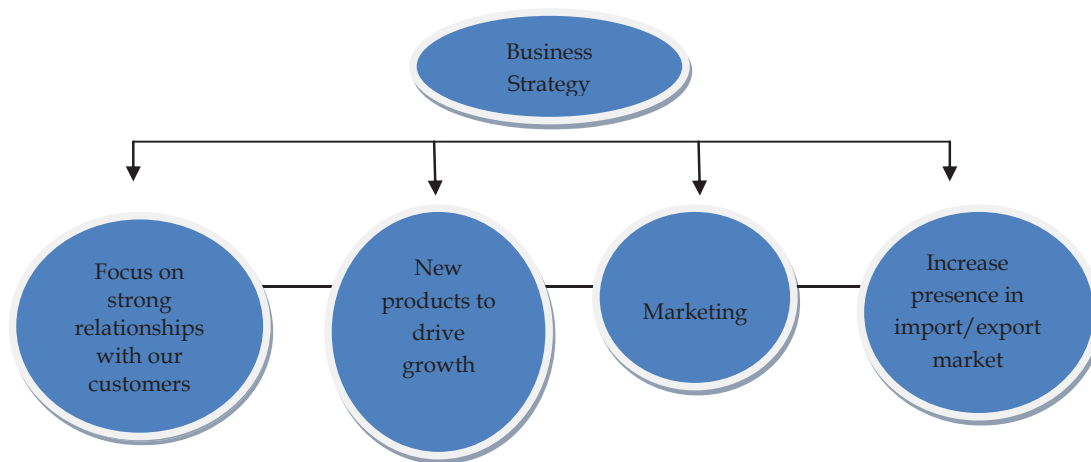 Business
Strategy
Focus on
strong
relationships
with our
customers
New
products to
drive
growth
Marketing
Increase
presence in
import/export
market